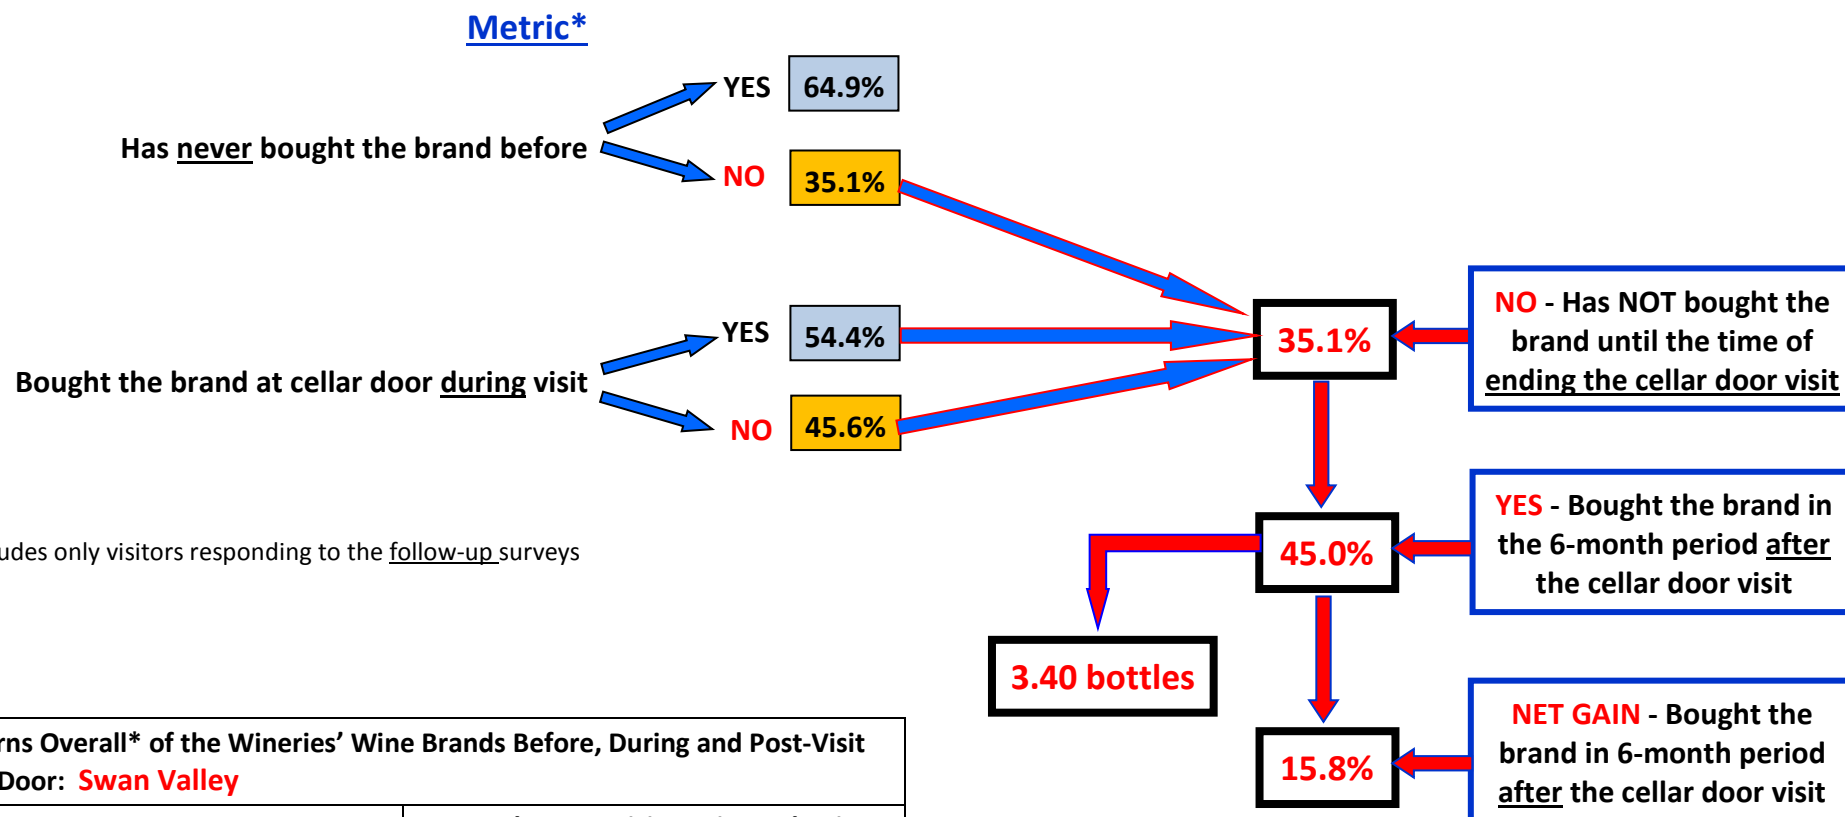 Metric*
YES 64.9%
Has never bought the brand before
NO 35.1%
YES 54.4%
Bought the brand at cellar door during visit
NO 45.6%
35.1%
NO - Has NOT bought the
brand until the time of
ending the cellar door visit
45.0%
YES - Bought the brand in
the 6-month period after
the cellar door visit
only visitors responding to the follow-up surveys
3.40 bottles
15.8%
NET GAIN - Bought the
brand in 6-month period
after the cellar door visit
Overall* of the Wineries’ Wine Brands Before, During and Post-Visit
Door: Swan Valley